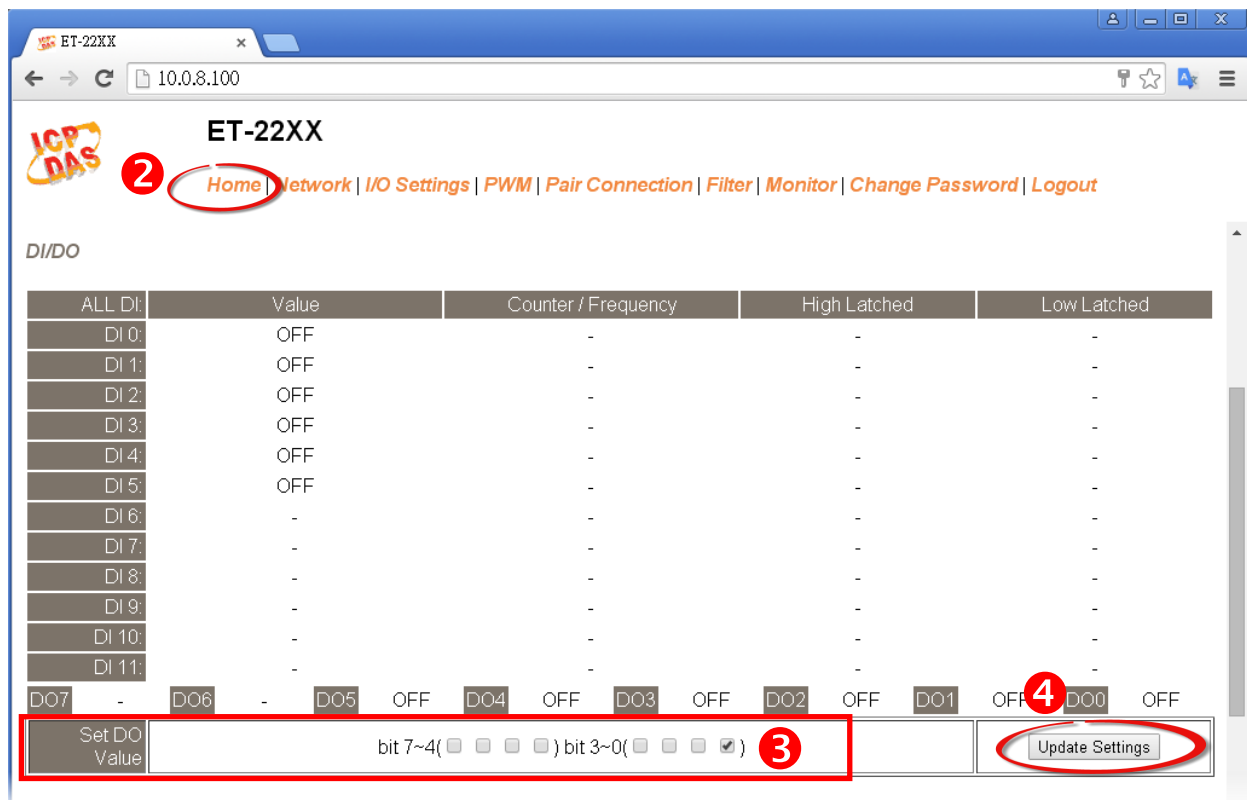 ET-22XX
10.0.8.100
ICP DAS
ET-22XX
2
Home | Network | I/O Settings | PWM | Pair Connection | Filter | Monitor | Change Password | Logout
DI/DO
ALL DI: Value Counter / Frequency High Latched Low Latched
DI 0: OFF - - -
DI 1: OFF - - -
DI 2: OFF - - -
DI 3: OFF - - -
DI 4: OFF - - -
DI 5: OFF - - -
DI 6: - - - -
DI 7: - - - -
DI 8: - - - -
DI 9: - - - -
DI 10: - - - -
DI 11: - - - -
DO7 - DO6 - DO5 OFF DO4 OFF DO3 OFF DO2 OFF DO1 OFF 4 DO0 OFF
Set DO Value bit 7~4( ) bit 3~0( ) 3 Update Settings